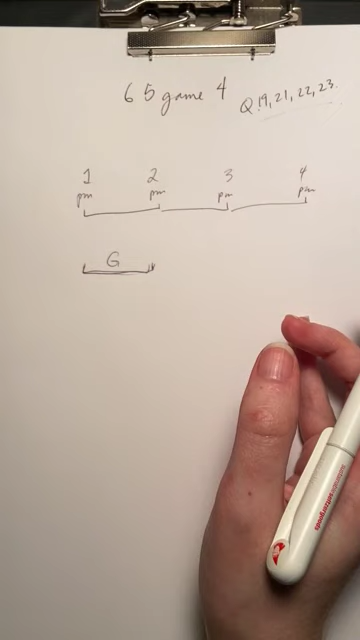 65 game 4 Q 19, 21, 22, 23.
1 2 3 4
pm pm pm pm
G